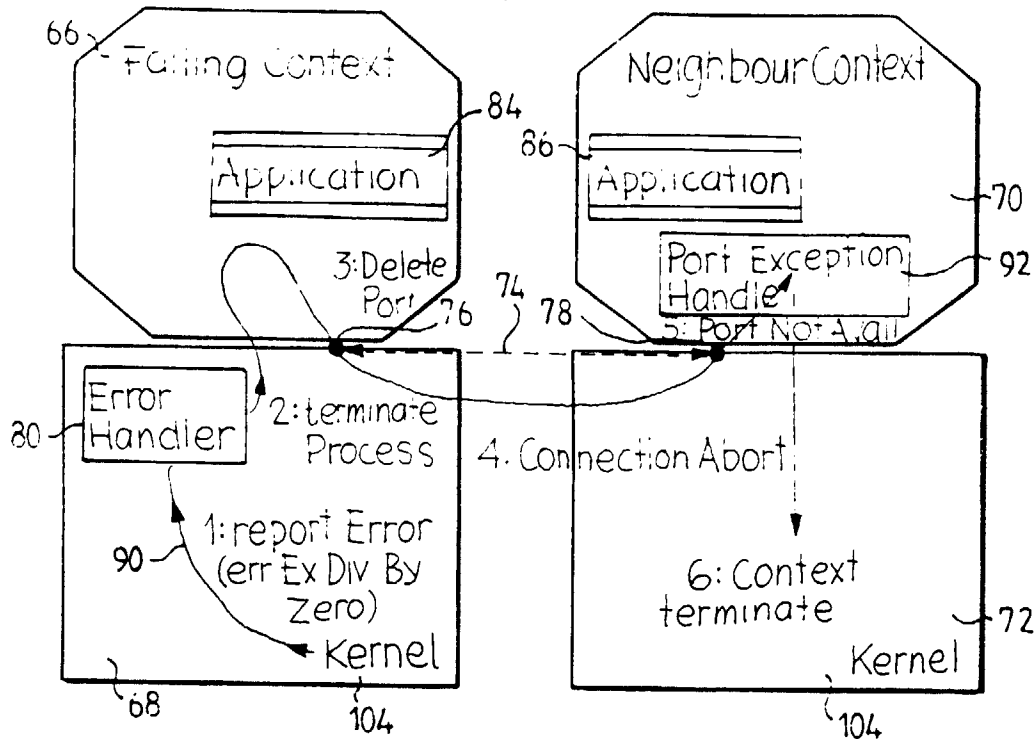 66
Failing Context
Neighbour Context
84
86
Application
Application
70
3: Delete
Port
Port Exception
Handle
92
74
76
78
5: Port Not Avail
80
Error
Handler
2: terminate
Process
4. Connection Abort
90
1: report Error
(err Ex Div By
Zero)
6: Context
terminate
72
Kernel
Kernel
68
104
104